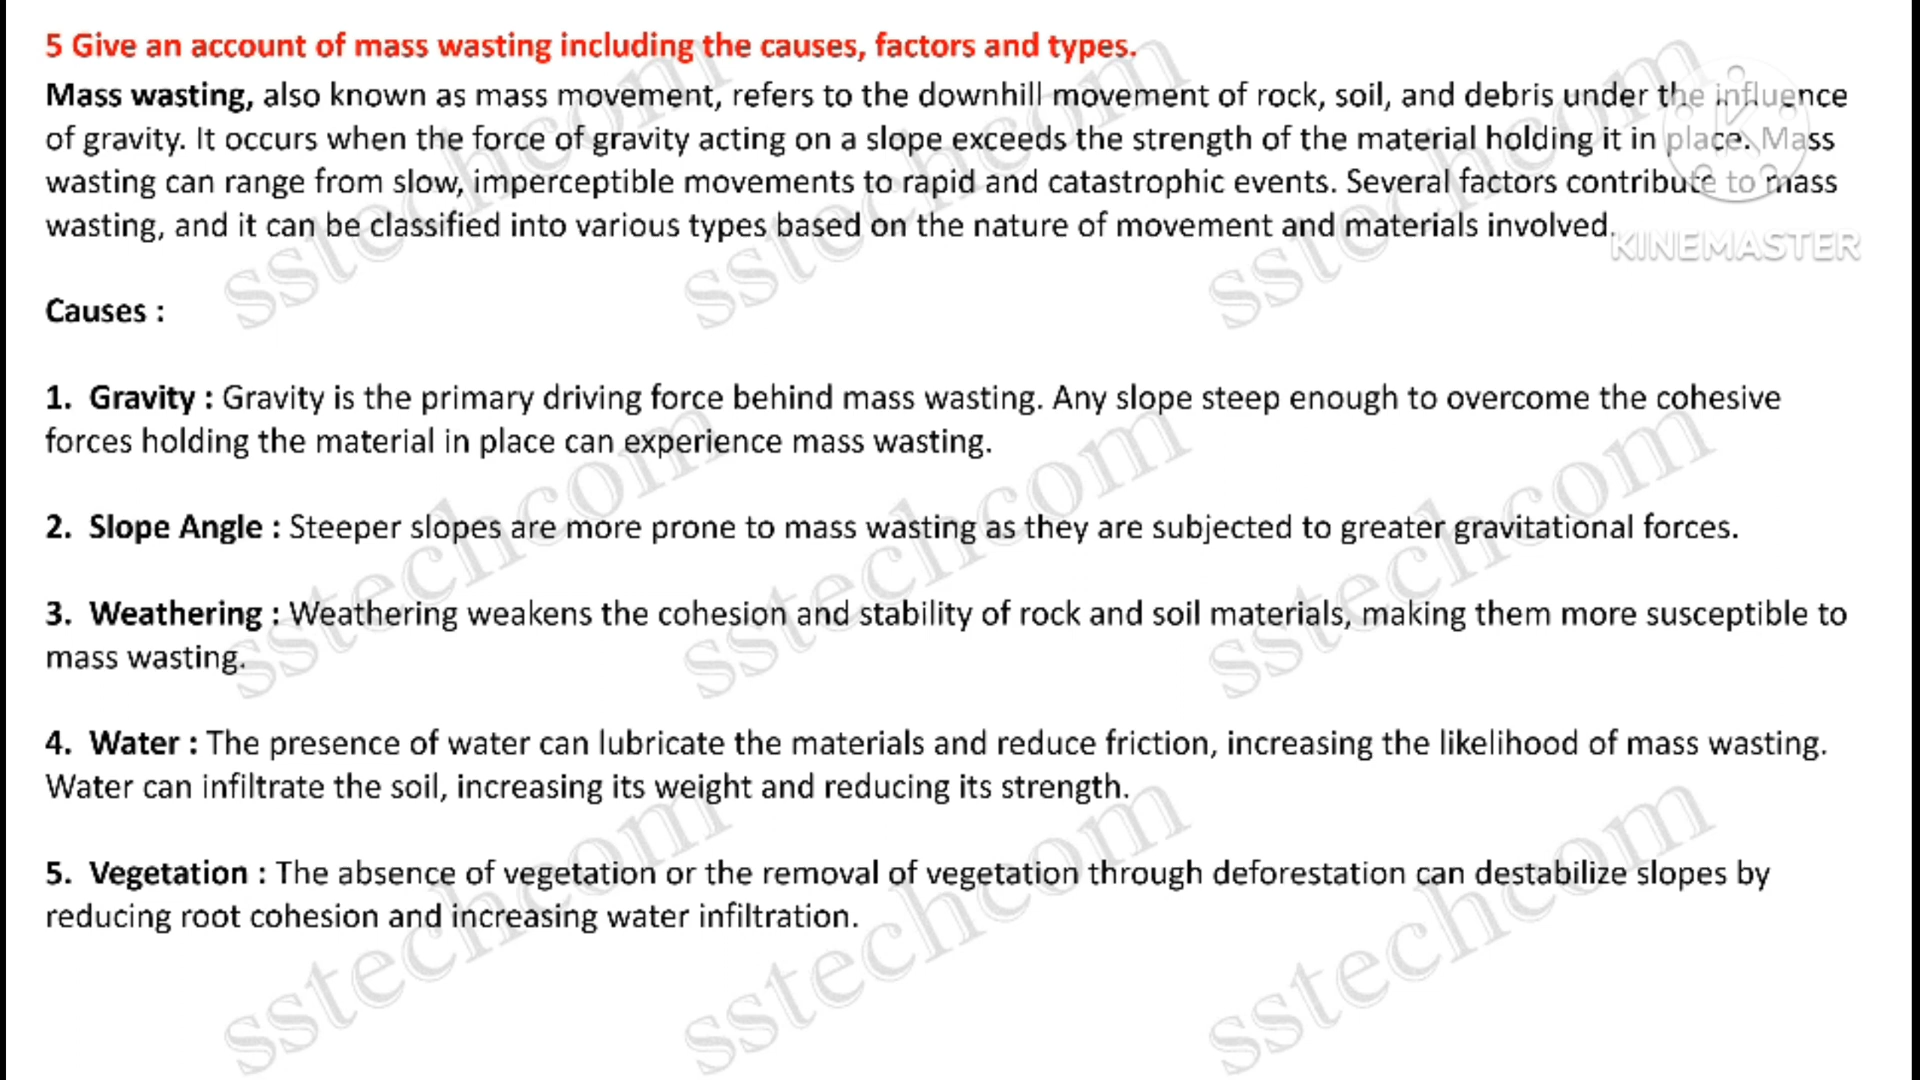 5 Give an account of mass wasting including the causes, factors and types.
Mass wasting, also known as mass movement, refers to the downhill movement of rock, soil, and debris under the influence
of gravity. It occurs when the force of gravity acting on a slope exceeds the strength of the material holding it in place. Mass
wasting can range from slow, imperceptible movements to rapid and catastrophic events. Several factors contribute to mass
wasting, and it can be classified into various types based on the nature of movement and materials involved.
KINEMASTER
Causes :
1. Gravity : Gravity is the primary driving force behind mass wasting. Any slope steep enough to overcome the cohesive
forces holding the material in place can experience mass wasting.
2. Slope Angle : Steeper slopes are more prone to mass wasting as they are subjected to greater gravitational forces.
3. Weathering : Weathering weakens the cohesion and stability of rock and soil materials, making them more susceptible to
mass wasting.
4. Water : The presence of water can lubricate the materials and reduce friction, increasing the likelihood of mass wasting.
Water can infiltrate the soil, increasing its weight and reducing its strength.
5. Vegetation : The absence of vegetation or the removal of vegetation through deforestation can destabilize slopes by
reducing root cohesion and increasing water infiltration.
sstechcom
sstechcom
sstechcom
sstechcom
sstechcom
sstechcom
sstechcom
sstechcom
sstechcom
K